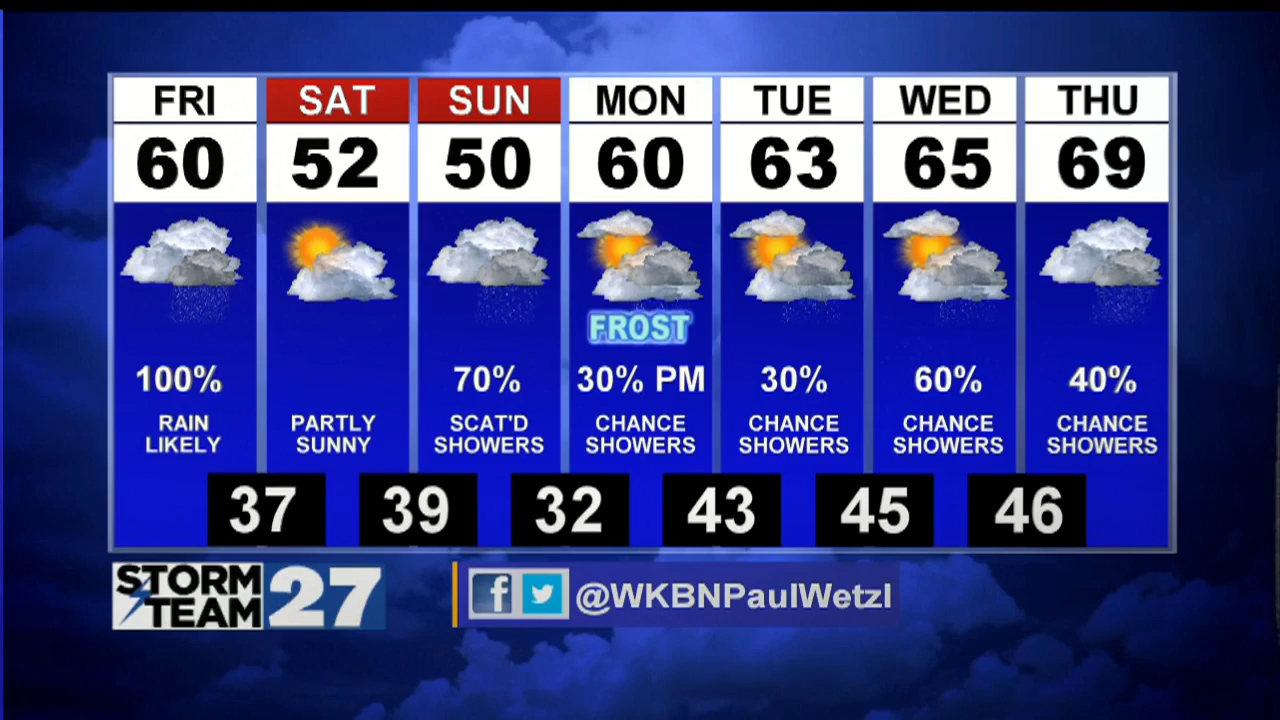 FRI SAT SUN MON TUE WED THU
60 52 50 60 63 65 69
FROST
100% 70% 30% PM 30% 60% 40%
RAIN PARTLY SCAT'D CHANCE CHANCE CHANCE CHANCE
LIKELY SUNNY SHOWERS SHOWERS SHOWERS SHOWERS SHOWERS
37 39 32 43 45 46
STORM
TEAM 27
f @WKBNPaulWetzl